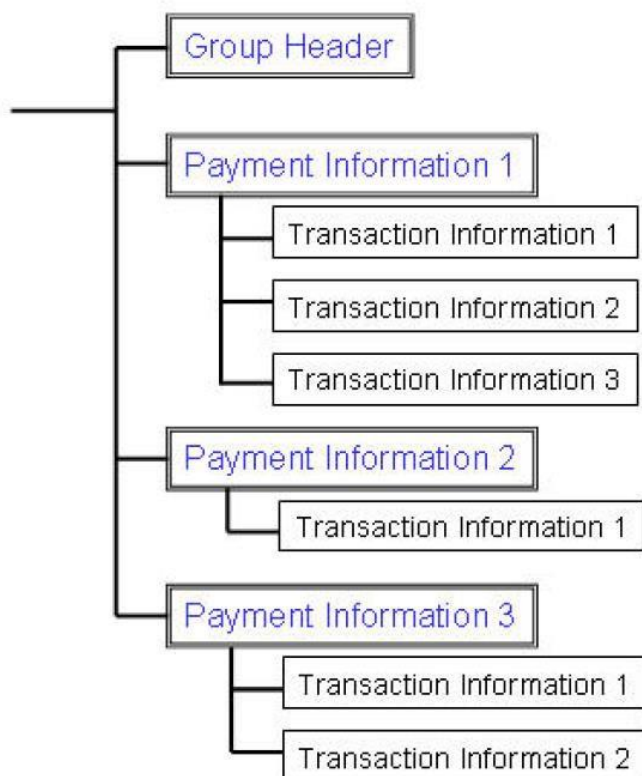 Group Header
Payment Information 1
Transaction Information 1
Transaction Information 2
Transaction Information 3
Payment Information 2
Transaction Information 1
Payment Information 3
Transaction Information 1
Transaction Information 2